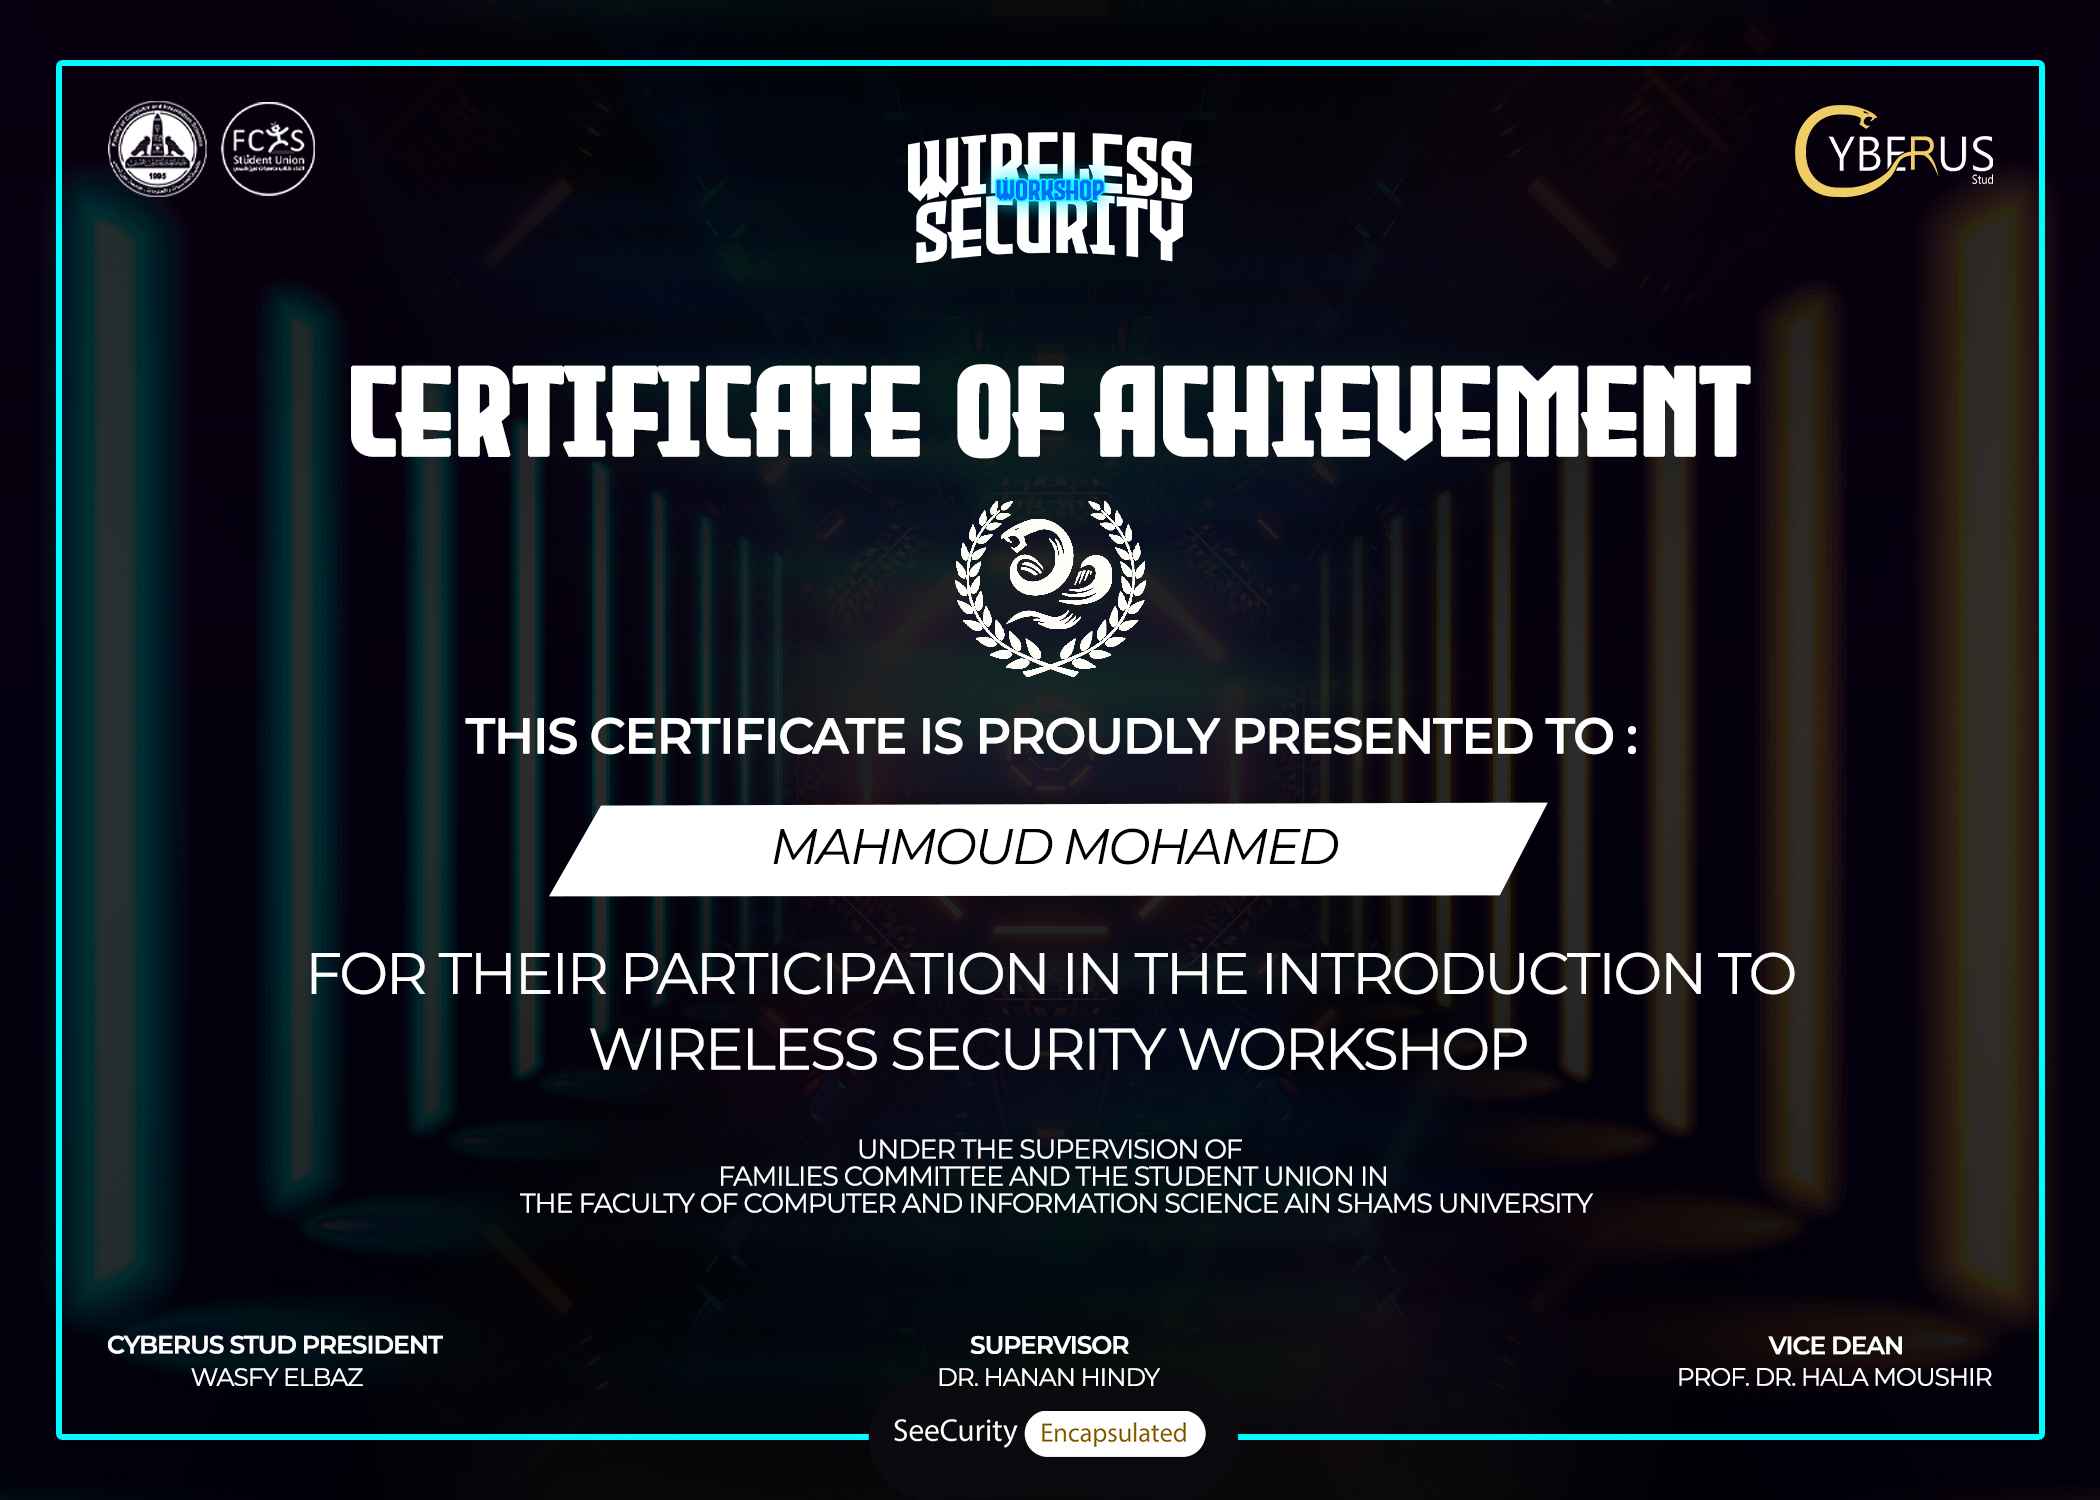 1995
FCIS
Student Union
WIRELESS
WORKSHOP
SECURITY
CYBERUS
Stud
CERTIFICATE OF ACHIEVEMENT
THIS CERTIFICATE IS PROUDLY PRESENTED TO :
MAHMOUD MOHAMED
FOR THEIR PARTICIPATION IN THE INTRODUCTION TO
WIRELESS SECURITY WORKSHOP
UNDER THE SUPERVISION OF
FAMILIES COMMITTEE AND THE STUDENT UNION IN
THE FACULTY OF COMPUTER AND INFORMATION SCIENCE AIN SHAMS UNIVERSITY
CYBERUS STUD PRESIDENT
WASFY ELBAZ
SUPERVISOR
DR. HANAN HINDY
VICE DEAN
PROF. DR. HALA MOUSHIR
SeeCurity Encapsulated